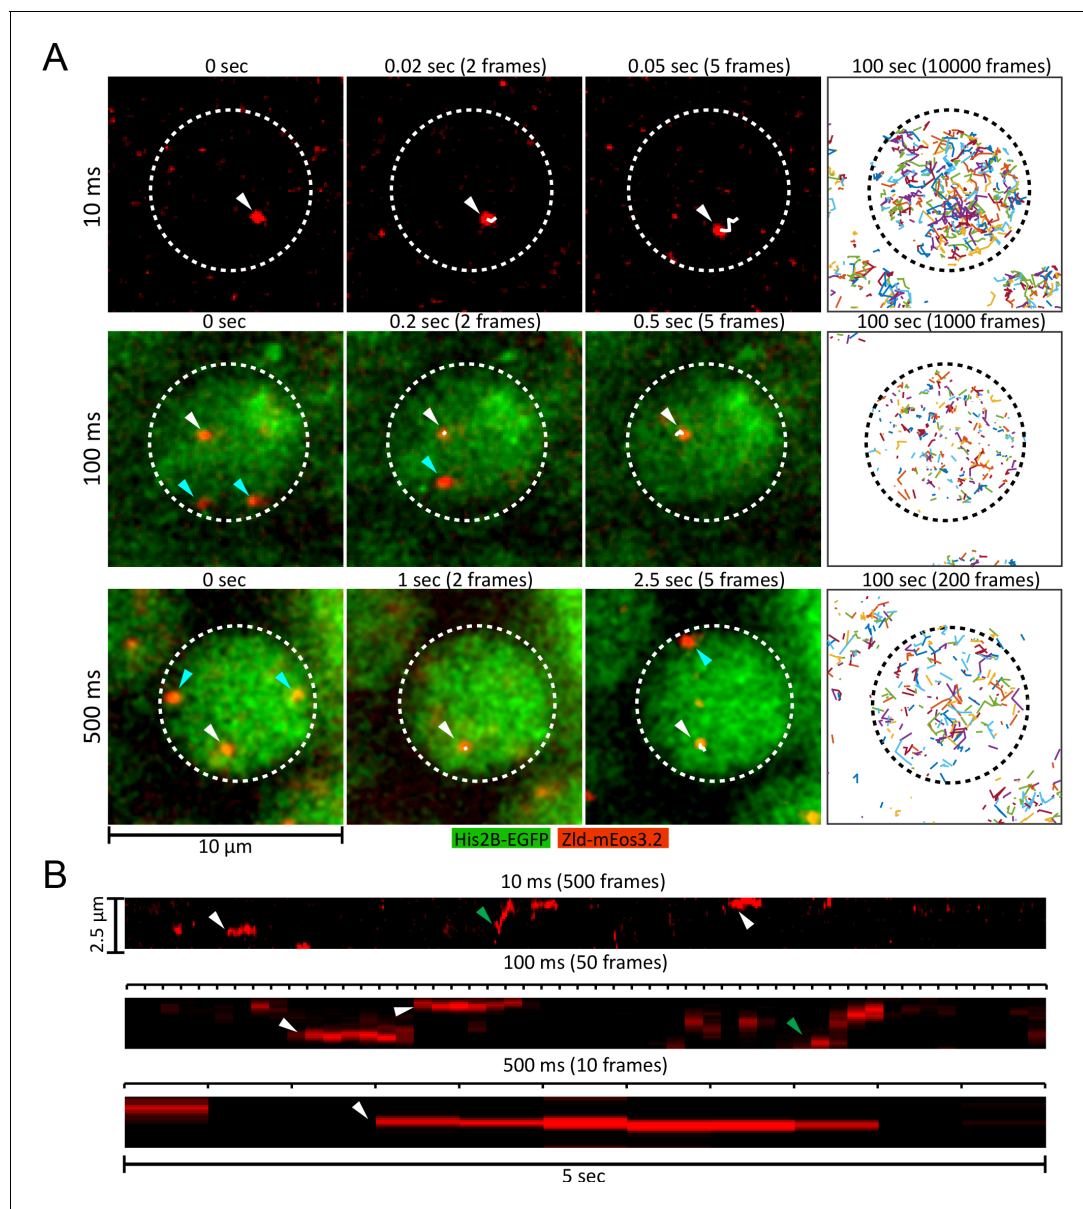 A
0 sec 0.02 sec (2 frames) 0.05 sec (5 frames) 100 sec (10000 frames)
10 ms
0 sec 0.2 sec (2 frames) 0.5 sec (5 frames) 100 sec (1000 frames)
100 ms
0 sec 1 sec (2 frames) 2.5 sec (5 frames) 100 sec (200 frames)
500 ms
10 μm
His2B-EGFP Zld-mEos3.2
B
10 ms (500 frames)
2.5 μm
100 ms (50 frames)
500 ms (10 frames)
5 sec